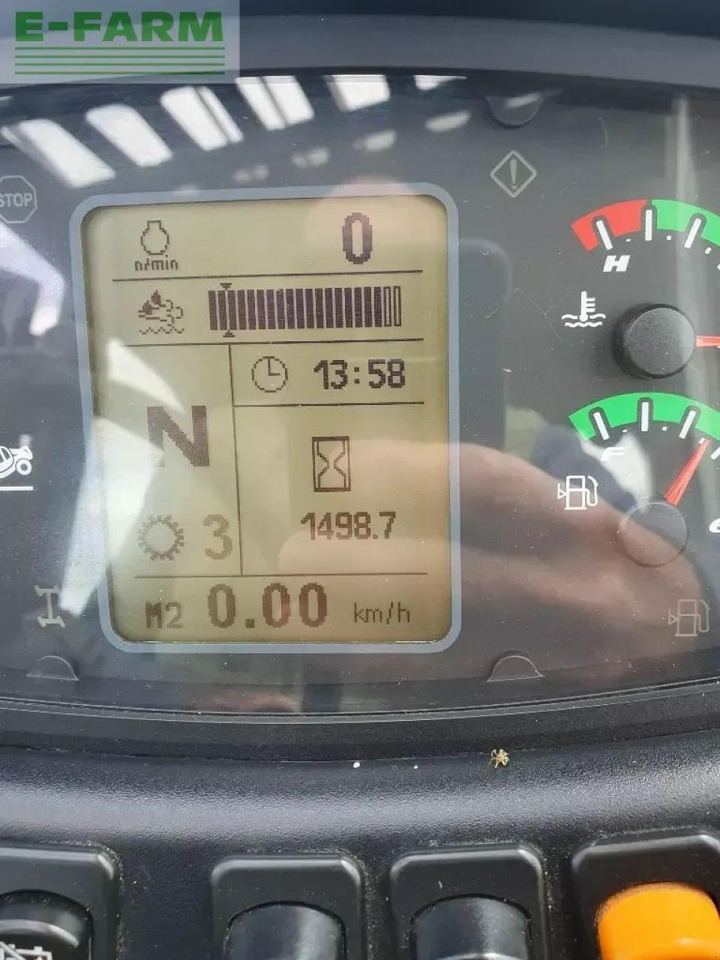 E-FARM
STOP
0
n/min
H
13:58
N
F
1498.7
3
M2 0.00 km/h